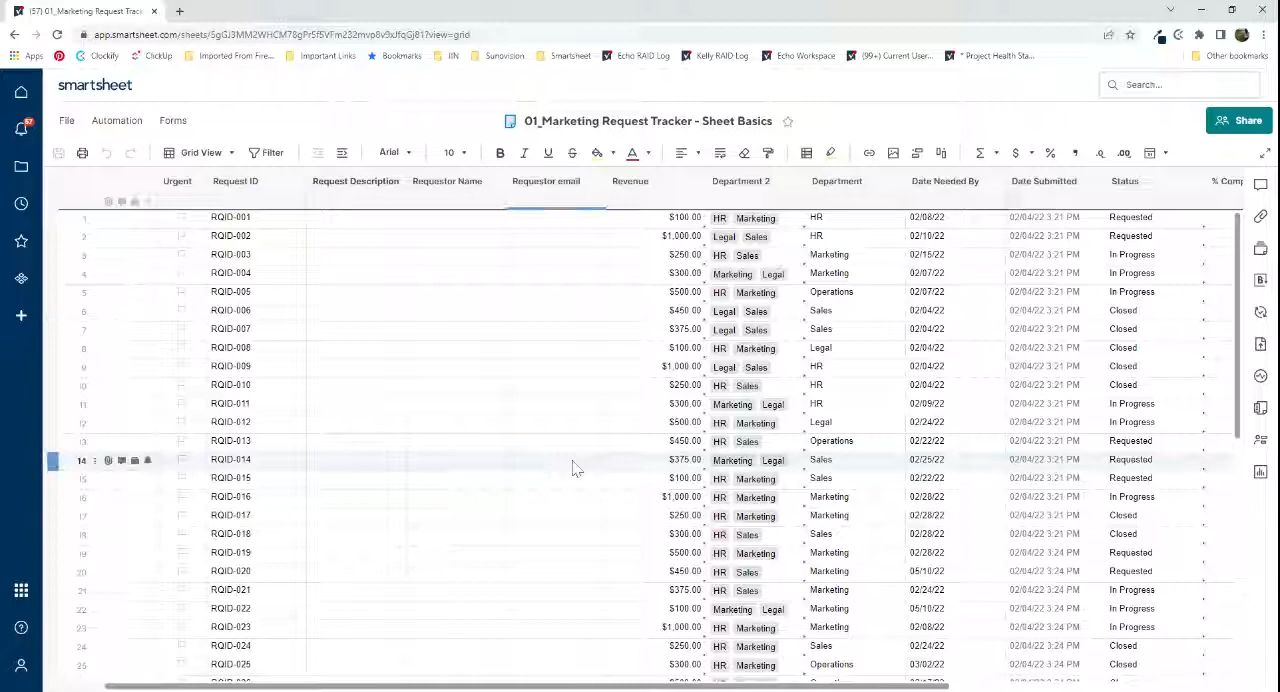 (57) 01_Marketing Request Tracker
app.smartsheet.com/sheets/5gGJ3MM2WHCM78gPr5f5VFm232mvp8v9xJfqGj81?view=grid
Apps Clockify ClickUp Imported From Fire... Important Links Bookmarks IIN Sunovision Smartsheet Echo RAID Log Kelly RAID Log Echo Workspace (99+) Current User... * Project Health Sta... Other bookmarks
smartsheet Search...
57
File Automation Forms 01_Marketing Request Tracker - Sheet Basics Share
Grid View Filter Arial 10 B I U S A Σ $ % .0 .00
Urgent Request ID Request Description Requestor Name Requestor email Revenue Department 2 Department Date Needed By Date Submitted Status % Comp
1 RQID-001 $100.00 HR Marketing HR 02/08/22 02/04/22 3:21 PM Requested
2 RQID-002 $1,000.00 Legal Sales HR 02/10/22 02/04/22 3:21 PM Requested
3 RQID-003 $250.00 HR Sales Marketing 02/15/22 02/04/22 3:21 PM In Progress
4 RQID-004 $300.00 Marketing Legal Marketing 02/07/22 02/04/22 3:21 PM In Progress
5 RQID-005 $500.00 HR Marketing Operations 02/07/22 02/04/22 3:21 PM In Progress
6 RQID-006 $450.00 Legal Sales Sales 02/04/22 02/04/22 3:21 PM Closed
7 RQID-007 $375.00 Legal Sales Sales 02/04/22 02/04/22 3:21 PM Closed
8 RQID-008 $100.00 HR Marketing Legal 02/04/22 02/04/22 3:21 PM Closed
9 RQID-009 $1,000.00 Legal Sales HR 02/04/22 02/04/22 3:21 PM Closed
10 RQID-010 $250.00 HR Sales HR 02/04/22 02/04/22 3:21 PM Closed
11 RQID-011 $300.00 Marketing Legal HR 02/09/22 02/04/22 3:21 PM In Progress
12 RQID-012 $500.00 HR Marketing Legal 02/24/22 02/04/22 3:21 PM In Progress
13 RQID-013 $450.00 HR Sales Operations 02/22/22 02/04/22 3:21 PM Requested
14 RQID-014 $375.00 Marketing Legal Sales 02/25/22 02/04/22 3:21 PM Requested
15 RQID-015 $100.00 HR Marketing Sales 02/22/22 02/04/22 3:21 PM Requested
16 RQID-016 $1,000.00 HR Marketing Marketing 02/28/22 02/04/22 3:21 PM In Progress
17 RQID-017 $250.00 HR Marketing Marketing 02/28/22 02/04/22 3:21 PM Closed
18 RQID-018 $300.00 HR Sales Sales 02/28/22 02/04/22 3:21 PM Closed
19 RQID-019 $500.00 HR Marketing Marketing 02/28/22 02/04/22 3:24 PM Requested
20 RQID-020 $450.00 HR Sales Marketing 05/10/22 02/04/22 3:24 PM Requested
21 RQID-021 $375.00 HR Sales Marketing 02/24/22 02/04/22 3:24 PM In Progress
22 RQID-022 $100.00 Marketing Legal Marketing 05/10/22 02/04/22 3:24 PM In Progress
23 RQID-023 $1,000.00 HR Marketing Marketing 02/08/22 02/04/22 3:24 PM In Progress
24 RQID-024 $250.00 HR Marketing Sales 02/24/22 02/04/22 3:24 PM Closed
25 RQID-025 $300.00 HR Marketing Operations 03/02/22 02/04/22 3:24 PM Closed